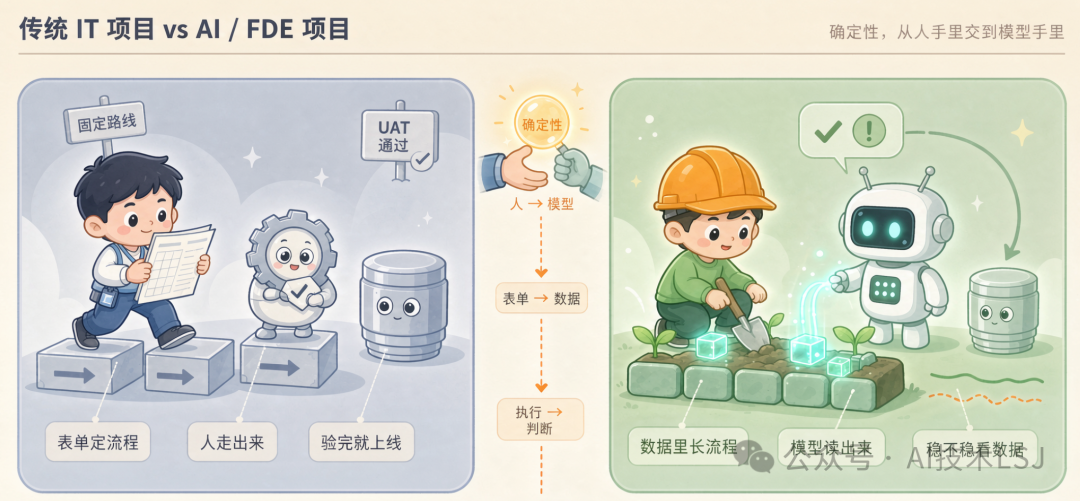 传统 IT 项目 vs AI / FDE 项目
确定性，从人手里交到模型手里
固定路线
UAT
通过
表单定流程
人走出来
验完就上线
确定性
人 → 模型
表单 → 数据
执行 →
判断
数据里长流程
模型读出来
稳不稳看数据
公众号 · AI技术LSJ